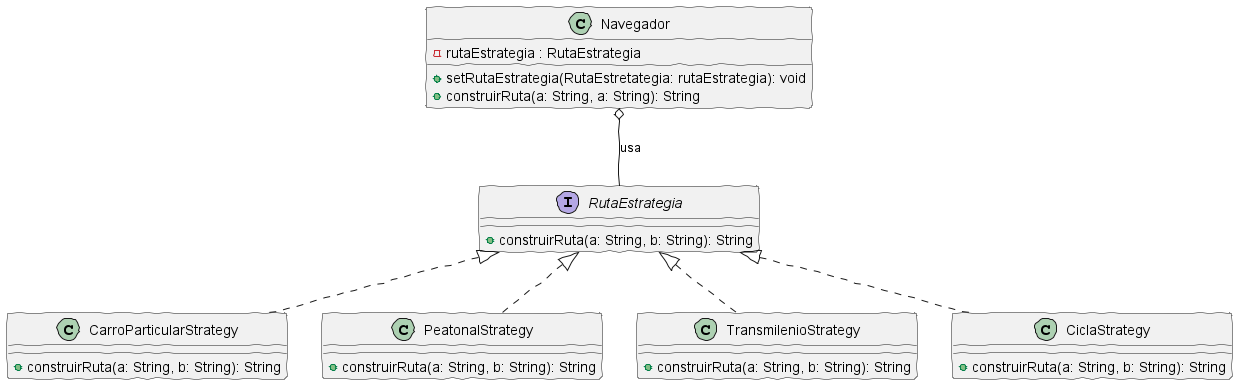 C Navegador
rutaEstrategia : RutaEstrategia
setRutaEstrategia(RutaEstretategia: rutaEstrategia): void
construirRuta(a: String, a: String): String
usa
I RutaEstrategia
construirRuta(a: String, b: String): String
C CarroParticularStrategy
construirRuta(a: String, b: String): String
C PeatonalStrategy
construirRuta(a: String, b: String): String
C TransmilenioStrategy
construirRuta(a: String, b: String): String
C CiclaStrategy
construirRuta(a: String, b: String): String